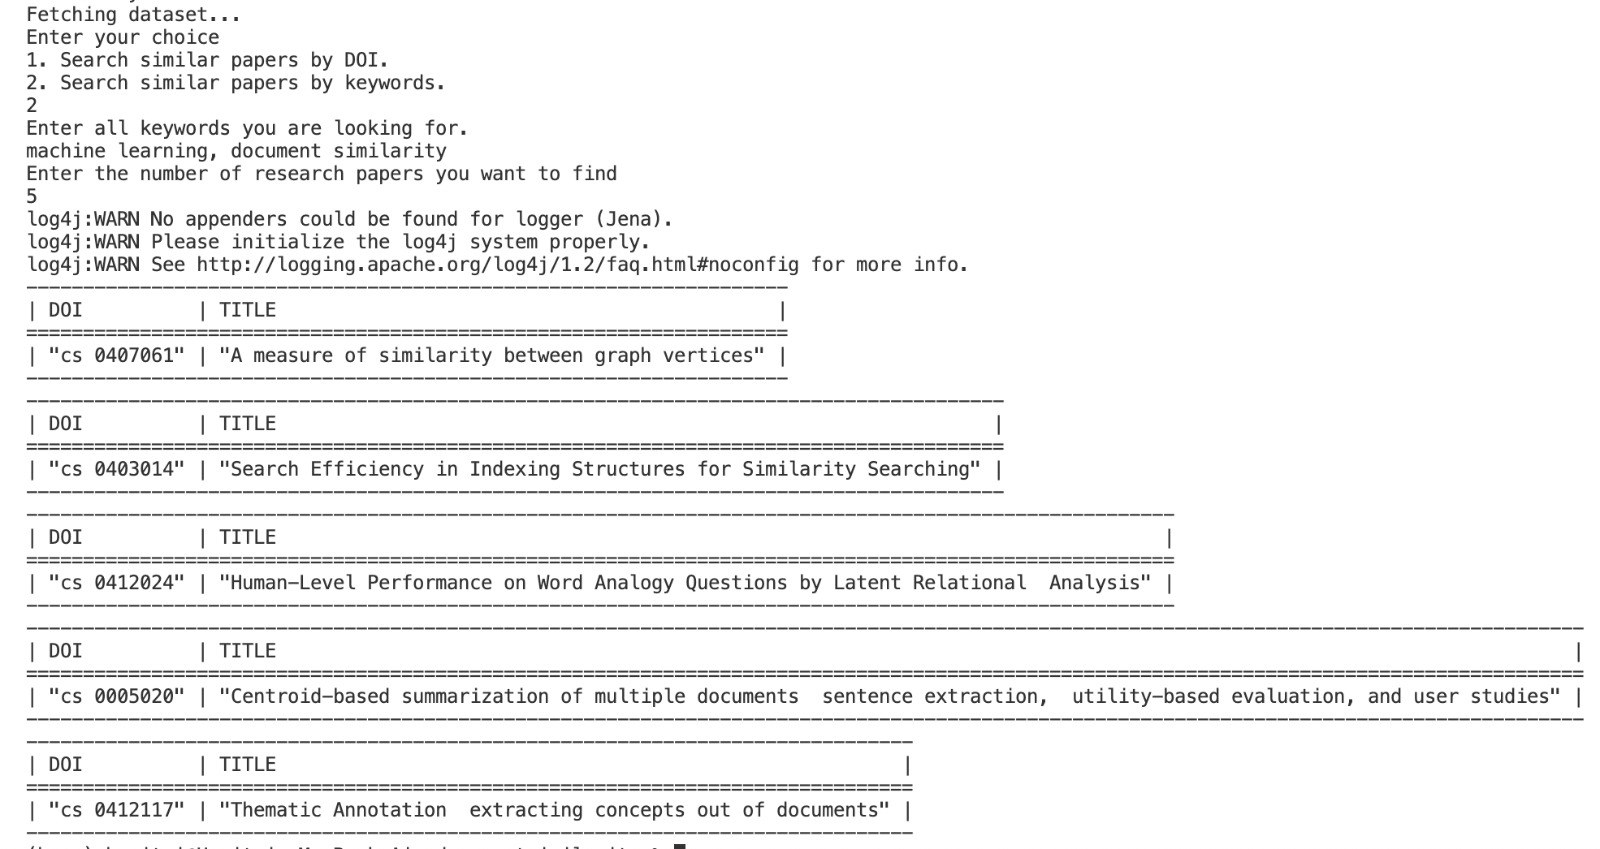 Fetching dataset...
Enter your choice
1. Search similar papers by DOI.
2. Search similar papers by keywords.
2
Enter all keywords you are looking for.
machine learning, document similarity
Enter the number of research papers you want to find
5
log4j:WARN No appenders could be found for logger (Jena).
log4j:WARN Please initialize the log4j system properly.
log4j:WARN See http://logging.apache.org/log4j/1.2/faq.html#noconfig for more info.
| DOI | TITLE |
| "cs 0407061" | "A measure of similarity between graph vertices" |
| DOI | TITLE |
| "cs 0403014" | "Search Efficiency in Indexing Structures for Similarity Searching" |
| DOI | TITLE |
| "cs 0412024" | "Human-Level Performance on Word Analogy Questions by Latent Relational  Analysis" |
| DOI | TITLE |
| "cs 0005020" | "Centroid-based summarization of multiple documents  sentence extraction,  utility-based evaluation, and user studies" |
| DOI | TITLE |
| "cs 0412117" | "Thematic Annotation  extracting concepts out of documents" |